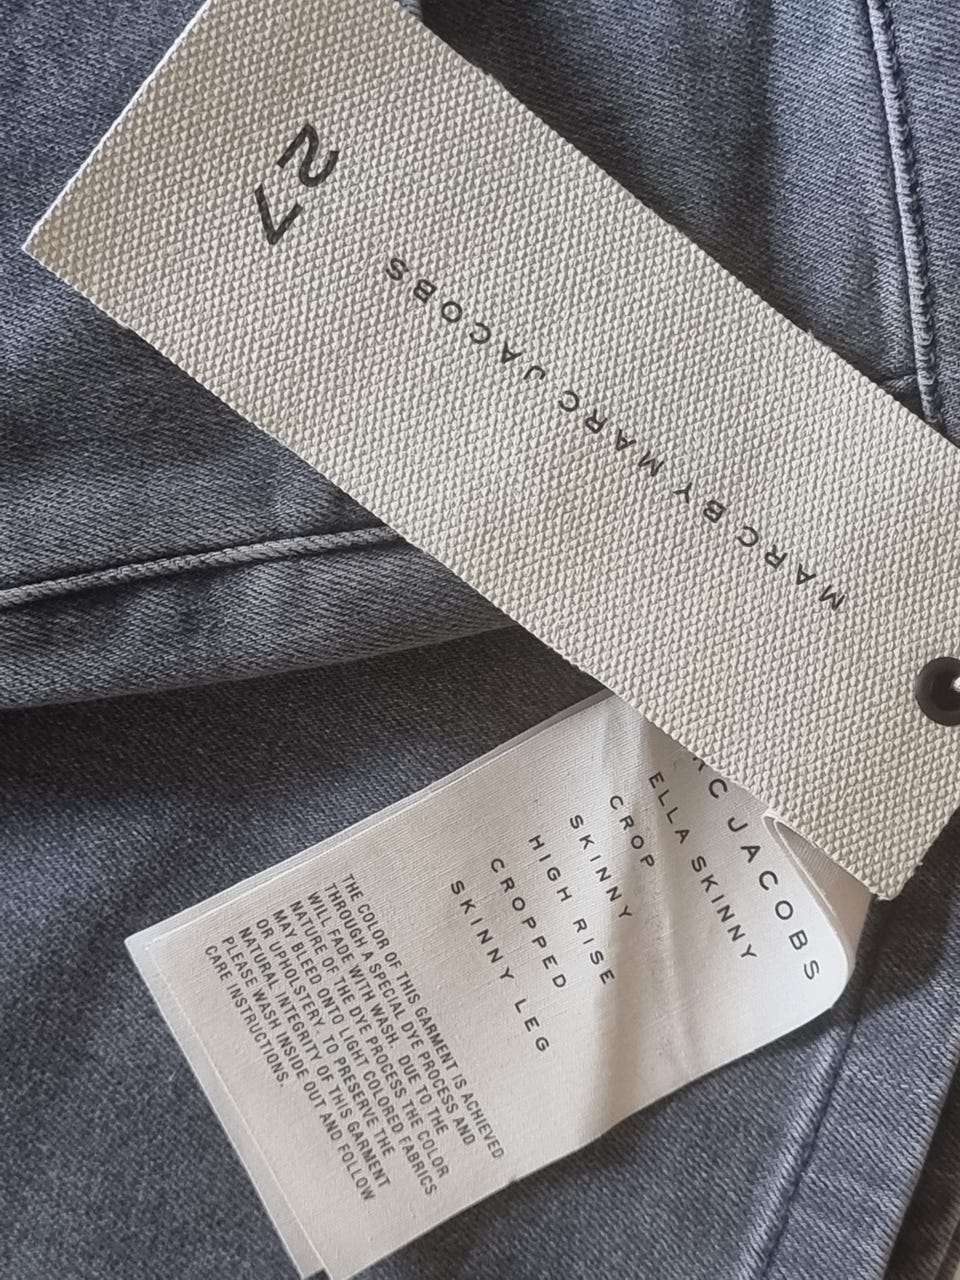 27
MARC BY MARC JACOBS
C JACOBS
ELLA SKINNY
CROP
SKINNY
HIGH RISE
CROPPED
SKINNY LEG
THE COLOR OF THIS GARMENT IS ACHIEVED
THROUGH A SPECIAL DYE PROCESS AND
WILL FADE WITH WASH. DUE TO THE
NATURE OF THE DYE PROCESS THE COLOR
MAY BLEED ONTO LIGHT COLORED FABRICS
OR UPHOLSTERY. TO PRESERVE THE
NATURAL INTEGRITY OF THIS GARMENT
PLEASE WASH INSIDE OUT AND FOLLOW
CARE INSTRUCTIONS.